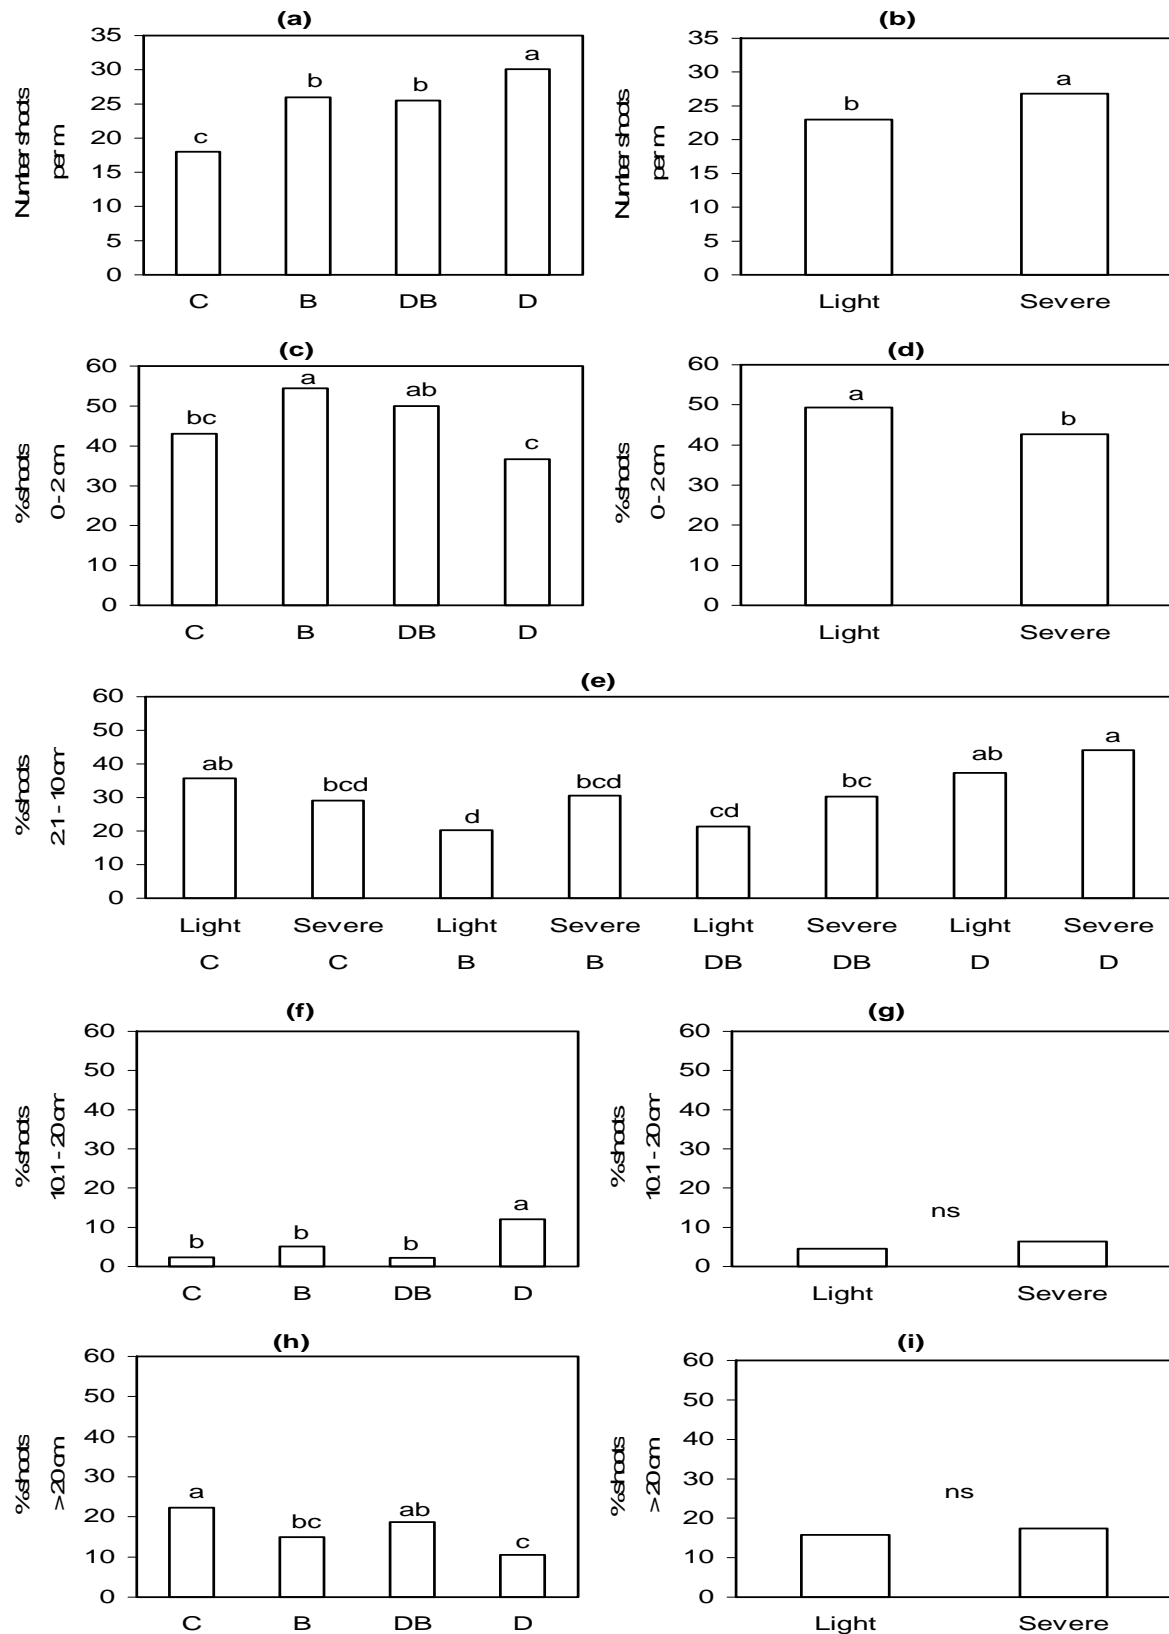 (a)
Number shoots
per m
35
30
25
20
15
10
5
0
c
b
b
a
C B DB D
(b)
Number shoots
per m
35
30
25
20
15
10
5
0
b
a
Light Severe
(c)
% shoots
0 - 2 cm
60
50
40
30
20
10
0
bc
a
ab
c
C B DB D
(d)
% shoots
0 - 2 cm
60
50
40
30
20
10
0
a
b
Light Severe
(e)
% shoots
2.1 - 10 cm
60
50
40
30
20
10
0
ab
bcd
d
bcd
cd
bc
ab
a
Light Severe Light Severe Light Severe Light Severe
C C B B DB DB D D
(f)
% shoots
10.1 - 20 cm
60
50
40
30
20
10
0
b
b
b
a
C B DB D
(g)
% shoots
10.1 - 20 cm
60
50
40
30
20
10
0
ns
Light Severe
(h)
% shoots
> 20 cm
60
50
40
30
20
10
0
a
bc
ab
c
C B DB D
(i)
% shoots
> 20 cm
60
50
40
30
20
10
0
ns
Light Severe